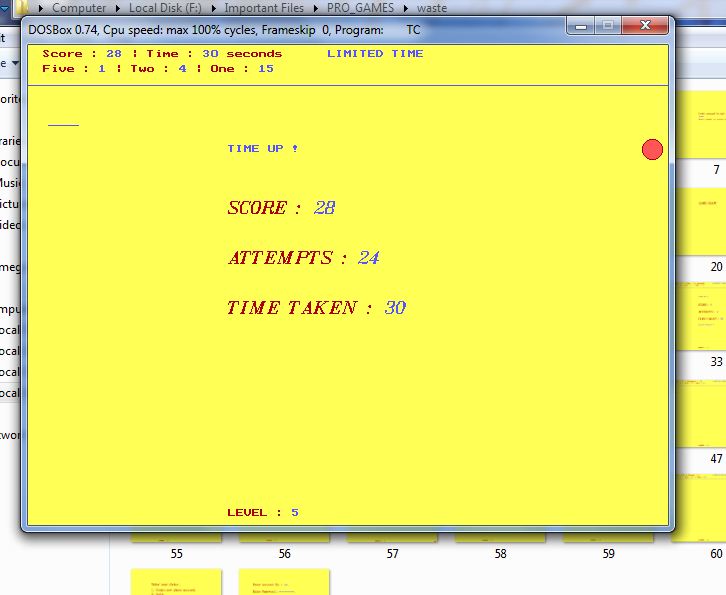 Computer Local Disk (F:) Important Files PRO_GAMES waste
DOSBox 0.74, Cpu speed: max 100% cycles, Frameskip 0, Program: TC
Score : 28 | Time : 30 seconds LIMITED TIME
Five : 1 | Two : 4 | One : 15
TIME UP !
SCORE : 28
ATTEMPTS : 24
TIME TAKEN : 30
LEVEL : 5
7
20
33
47
55 56 57 58 59 60